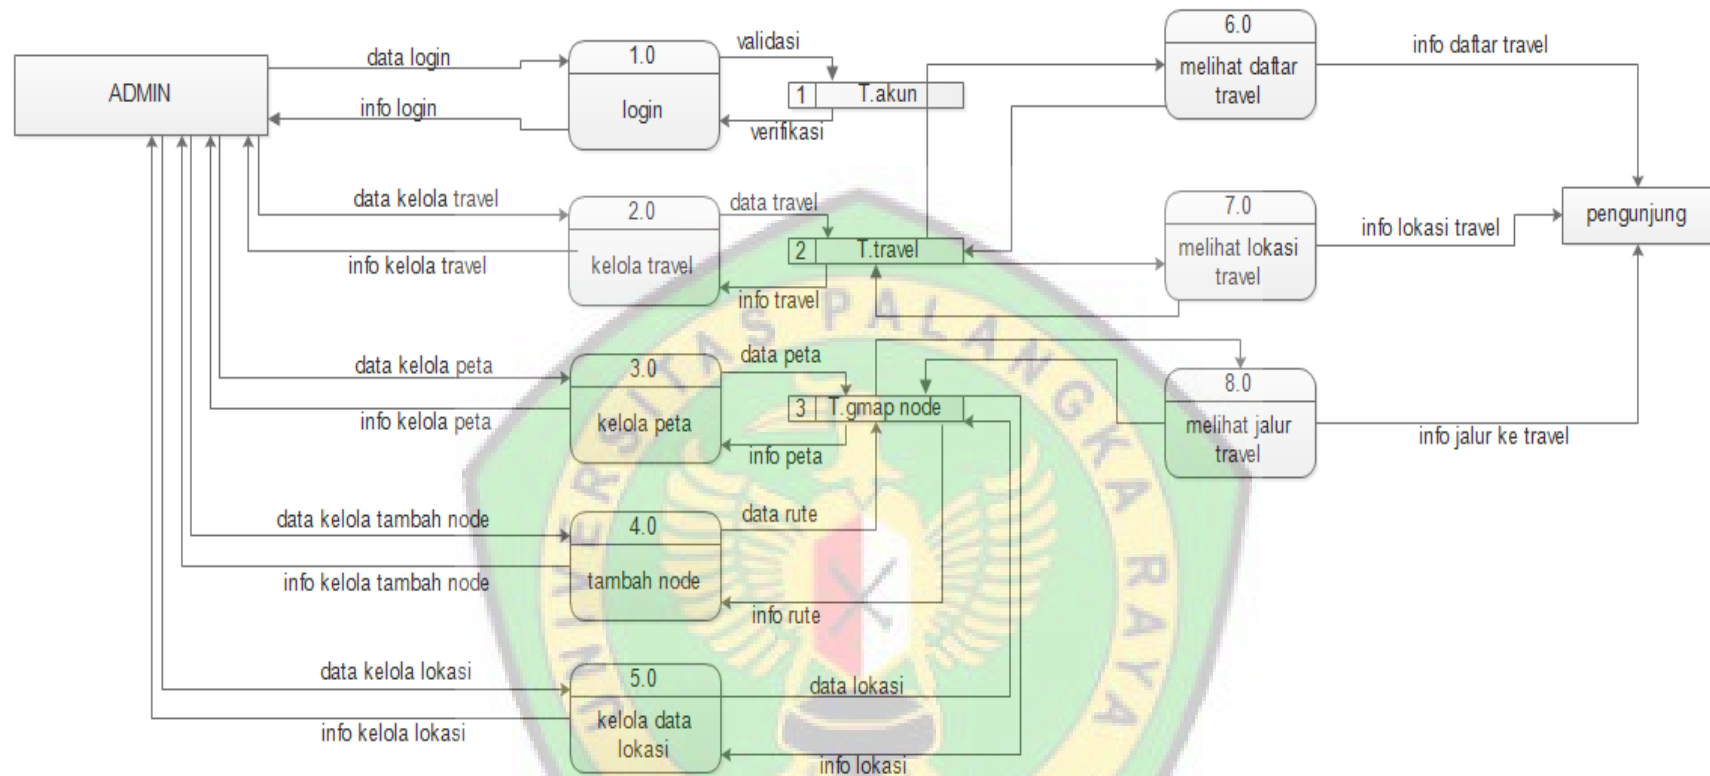 ADMIN
data login
info login
1.0
login
validasi
1 T.akun
verifikasi
6.0
melihat daftar
travel
info daftar travel
data kelola travel
info kelola travel
2.0
kelola travel
data travel
2 T.travel
info travel
7.0
melihat lokasi
travel
info lokasi travel
pengunjung
data kelola peta
info kelola peta
3.0
kelola peta
data peta
3 T.gmap node
info peta
8.0
melihat jalur
travel
info jalur ke travel
data kelola tambah node
info kelola tambah node
4.0
tambah node
data rute
info rute
data kelola lokasi
info kelola lokasi
5.0
kelola data
lokasi
data lokasi
info lokasi
UNIVERSITAS PALANGKA RAYA